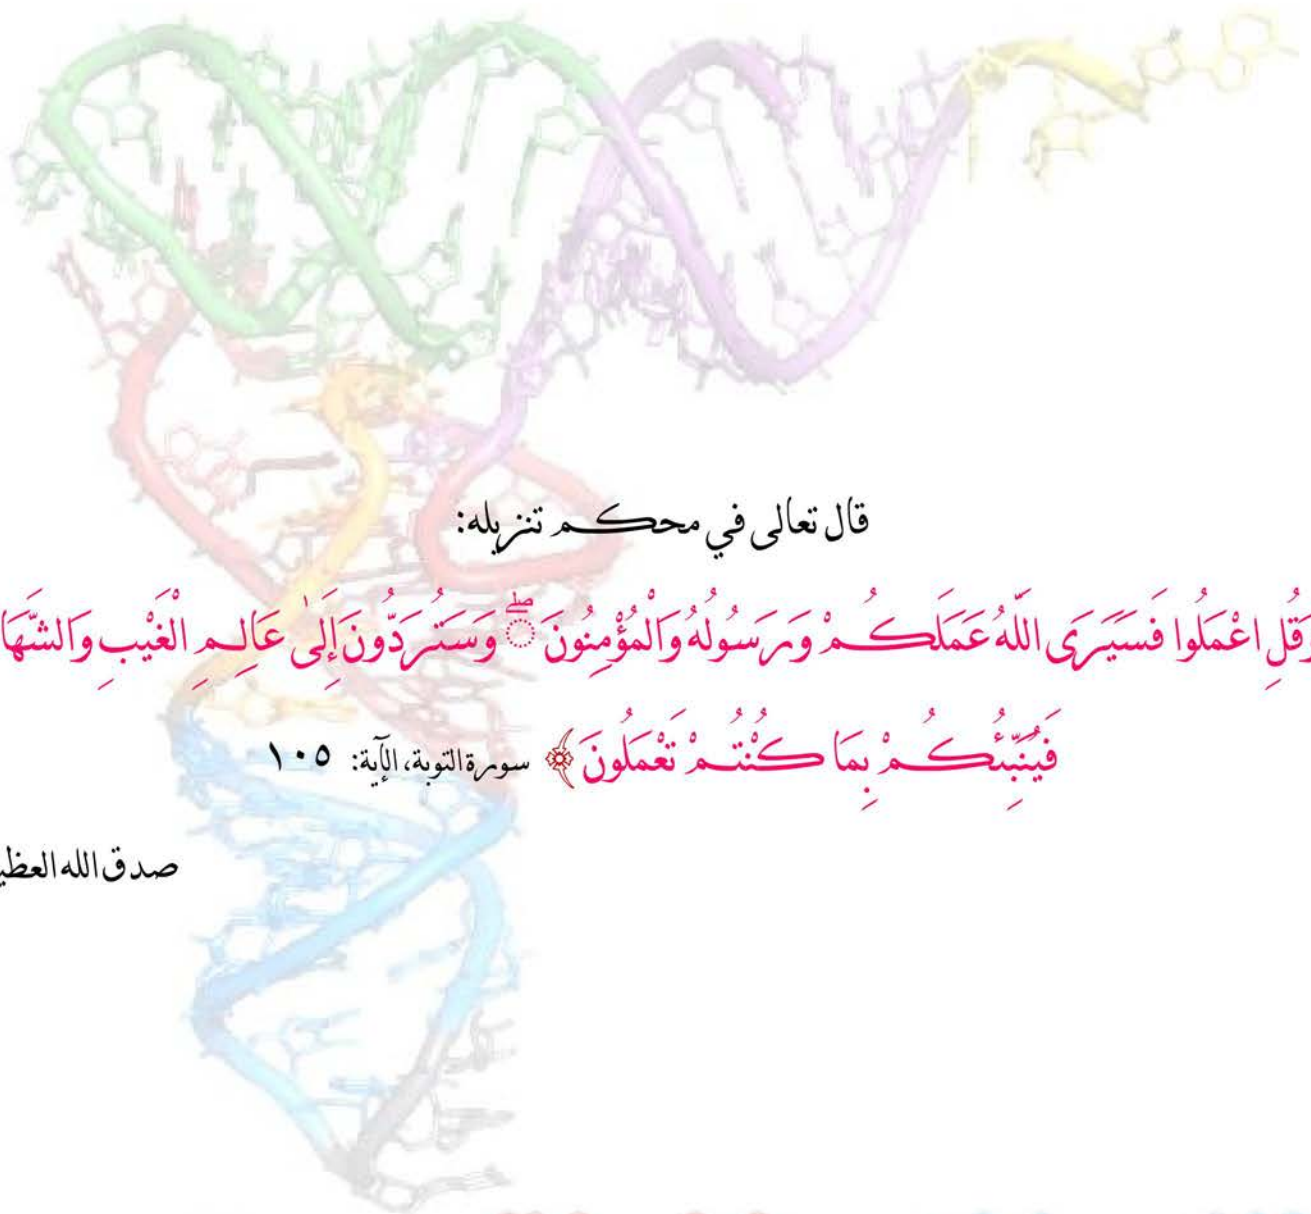 قال تعالى في محكم تنزيله:
وَقُلِ اعْمَلُوا فَسَيَرَى اللَّهُ عَمَلَكُمْ وَرَسُولُهُ وَالْمُؤْمِنُونَ ۖ وَسَتُرَدُّونَ إِلَىٰ عَالِمِ الْغَيْبِ وَالشَّهَا
فَيُنَبِّئُكُمْ بِمَا كُنْتُمْ تَعْمَلُونَ﴾ سورة التوبة، الآية: ١٠٥
صدق الله العظي